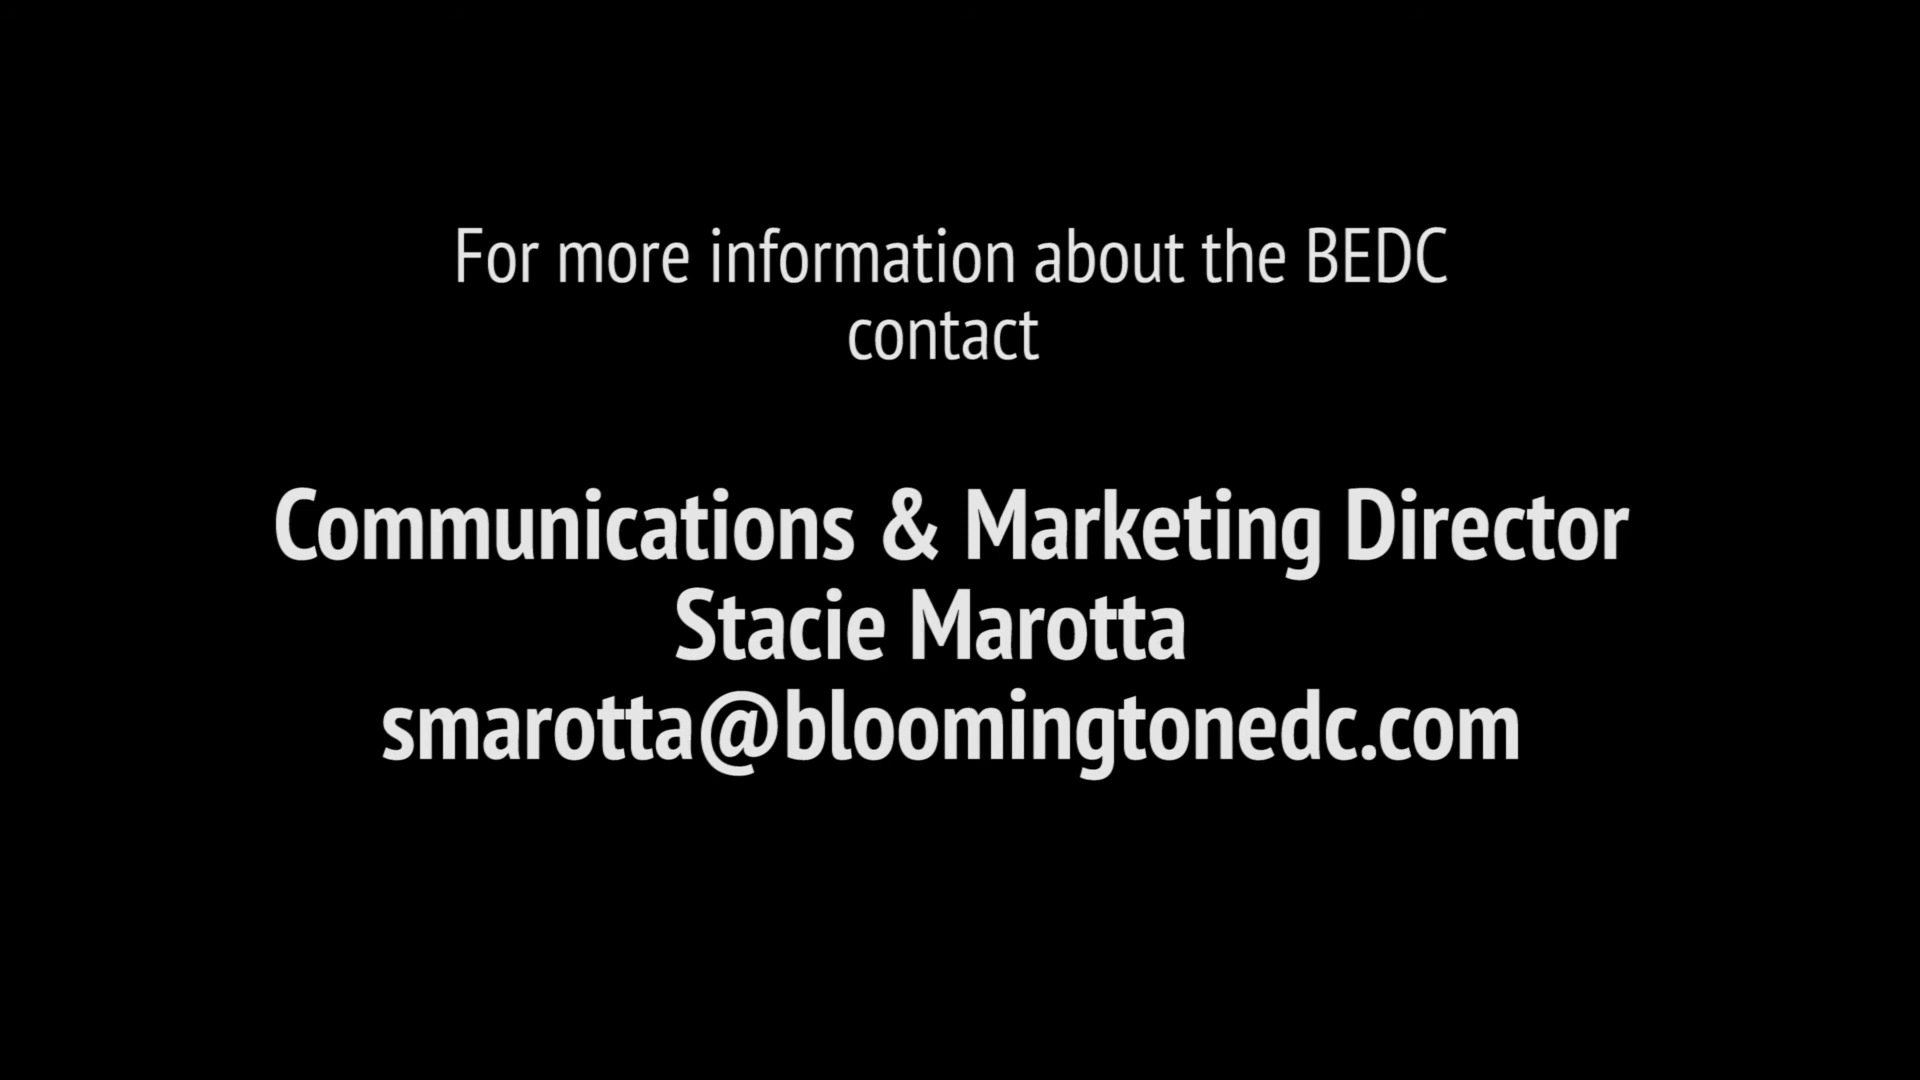 For more information about the BEDC
contact
Communications & Marketing Director
Stacie Marotta
smarotta@bloomingtonedc.com